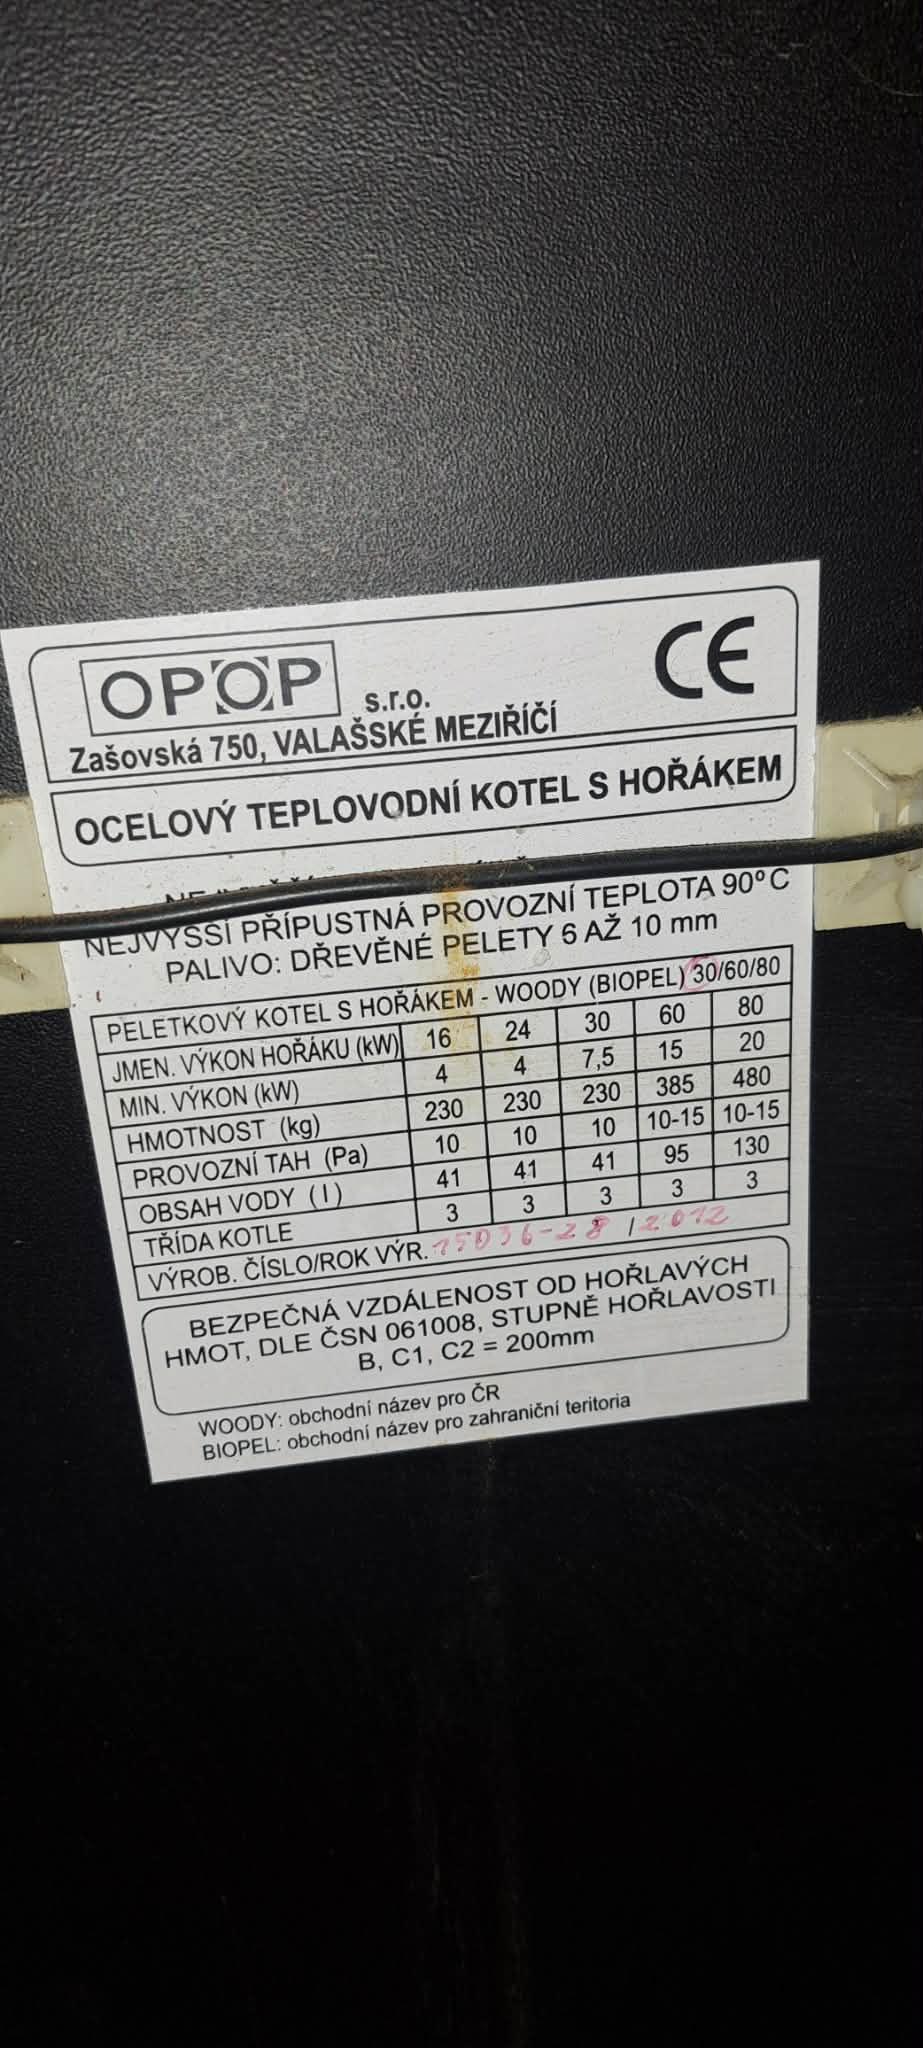 OPOP s.r.o.
CE
Zašovská 750, VALAŠSKÉ MEZIŘÍČÍ
OCELOVÝ TEPLOVODNÍ KOTEL S HOŘÁKEM
NEJVYŠŠÍ PŘÍPUSTNÁ PROVOZNÍ TEPLOTA 90°C
PALIVO: DŘEVĚNÉ PELETY 6 AŽ 10 mm
PELETKOVÝ KOTEL S HOŘÁKEM - WOODY (BIOPEL) 30/60/80
JMEN. VÝKON HOŘÁKU (kW) 16 24 30 60 80
MIN. VÝKON (kW) 4 4 7,5 15 20
HMOTNOST (kg) 230 230 230 385 480
PROVOZNÍ TAH (Pa) 10 10 10 10-15 10-15
OBSAH VODY (l) 41 41 41 95 130
TŘÍDA KOTLE 3 3 3 3 3
VÝROB. ČÍSLO/ROK VÝR. 15036-28 / 2012
BEZPEČNÁ VZDÁLENOST OD HOŘLAVÝCH
HMOT, DLE ČSN 061008, STUPNĚ HOŘLAVOSTI
B, C1, C2 = 200mm
WOODY: obchodní název pro ČR
BIOPEL: obchodní název pro zahraniční teritoria